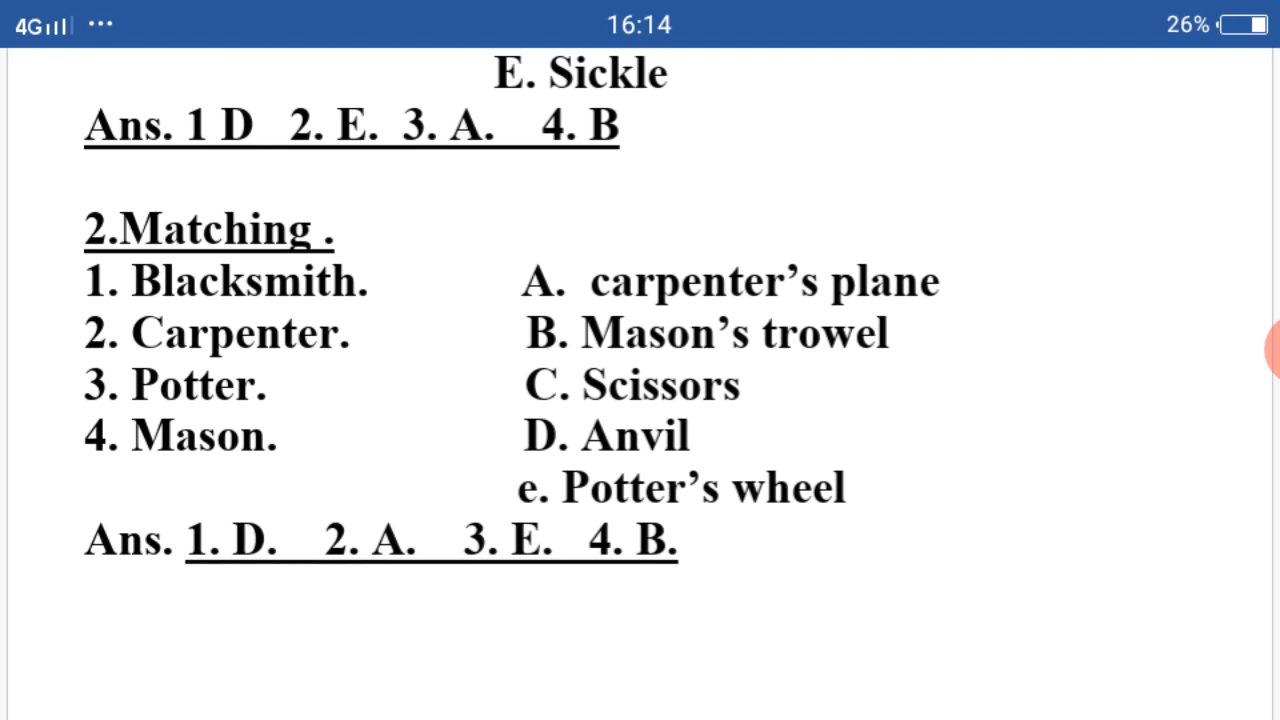 4G ... 16:14 26%
E. Sickle
Ans. 1 D 2. E. 3. A. 4. B
2.Matching .
1. Blacksmith. A. carpenter’s plane
2. Carpenter. B. Mason’s trowel
3. Potter. C. Scissors
4. Mason. D. Anvil
e. Potter’s wheel
Ans. 1. D. 2. A. 3. E. 4. B.